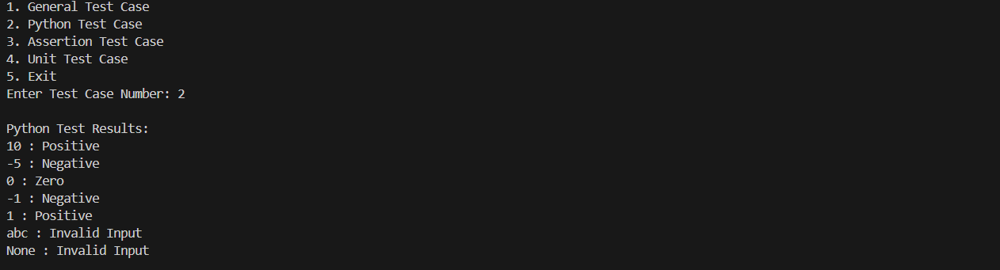 1. General Test Case
2. Python Test Case
3. Assertion Test Case
4. Unit Test Case
5. Exit
Enter Test Case Number: 2
Python Test Results:
10 : Positive
-5 : Negative
0 : Zero
-1 : Negative
1 : Positive
abc : Invalid Input
None : Invalid Input